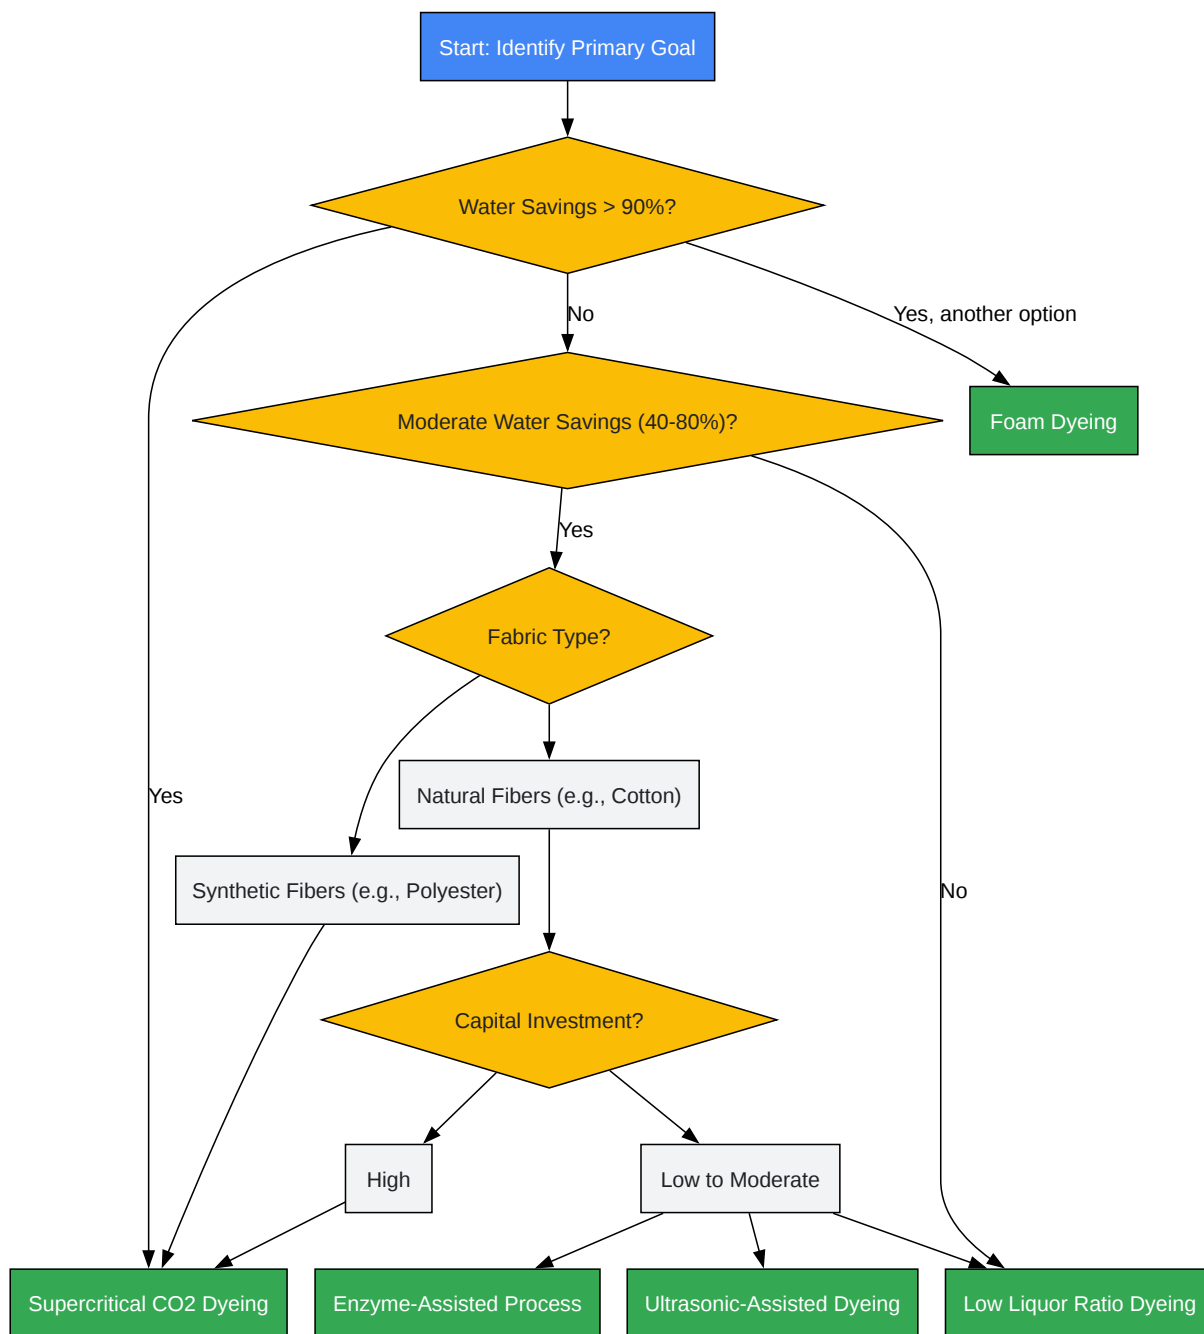 Start: Identify Primary Goal
Water Savings > 90%?
No
Yes, another option
Moderate Water Savings (40-80%)?
Foam Dyeing
Yes
Fabric Type?
Natural Fibers (e.g., Cotton)
Yes
Synthetic Fibers (e.g., Polyester)
No
Capital Investment?
High
Low to Moderate
Supercritical CO2 Dyeing
Enzyme-Assisted Process
Ultrasonic-Assisted Dyeing
Low Liquor Ratio Dyeing